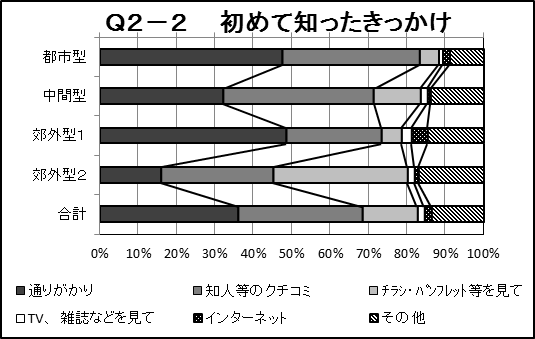 Q2－2　初めて知ったきっかけ
都市型
中間型
郊外型1
郊外型2
合計
0% 10% 20% 30% 40% 50% 60% 70% 80% 90% 100%
通りがかり 知人等のクチコミ ﾁﾗｼ・ﾊﾟﾝﾌﾚｯﾄ等を見て
TV、雑誌などを見て インターネット その他